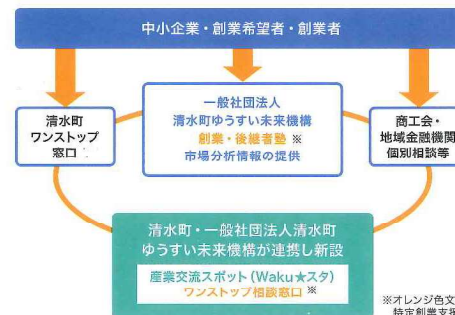 中小企業・創業希望者・創業者
清水町
ワンストップ
窓口
一般社団法人
清水町ゆうすい未来機構
創業・後継者塾 ※
市場分析情報の提供
商工会・
地域金融機関
個別相談等
清水町・一般社団法人清水町
ゆうすい未来機構が連携し新設
産業交流スポット(Waku★スタ)
ワンストップ相談窓口 ※
※オレンジ色文
特定創業支援